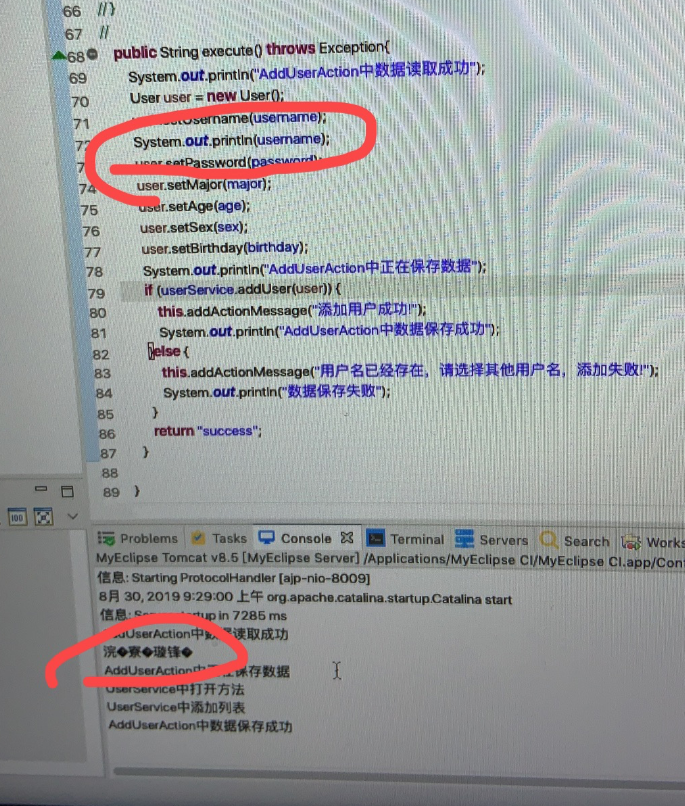 66 //}
67 //
68 public String execute() throws Exception{
69 System.out.println("AddUserAction中数据读取成功");
70 User user = new User();
71 (username);
System.out.println(username);
user.setPassword(password);
74 user.setMajor(major);
75 user.setAge(age);
76 user.setSex(sex);
77 user.setBirthday(birthday);
78 System.out.println("AddUserAction中正在保存数据");
79 if (userService.addUser(user)) {
80 this.addActionMessage("添加用户成功!");
81 System.out.println("AddUserAction中数据保存成功");
82 }else {
83 this.addActionMessage("用户名已经存在，请选择其他用户名，添加失败!");
84 System.out.println("数据保存失败");
85 }
86 return "success";
87 }
88
89 }
Problems Tasks Console Terminal Servers Search Works
MyEclipse Tomcat v8.5 [MyEclipse Server] /Applications/MyEclipse CI/MyEclipse CI.app/Cont
信息: Starting ProtocolHandler [ajp-nio-8009]
8月 30, 2019 9:29:00 上午 org.apache.catalina.startup.Catalina start
信息: in 7285 ms
UserAction中数据读取成功
浣�寮�璇锋�
AddUserAction中 保存数据
UserService中打开方法
UserService中添加列表
AddUserAction中数据保存成功